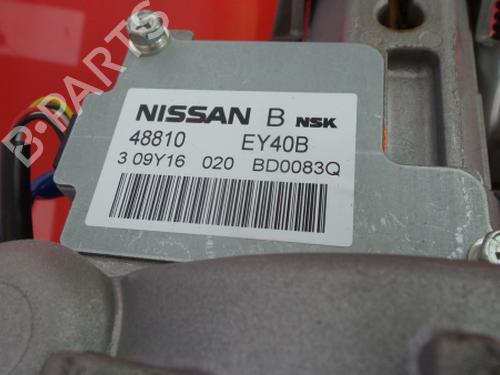 B·PARTS
NISSAN B NSK
48810 EY40B
3 09Y16 020 BD0083Q